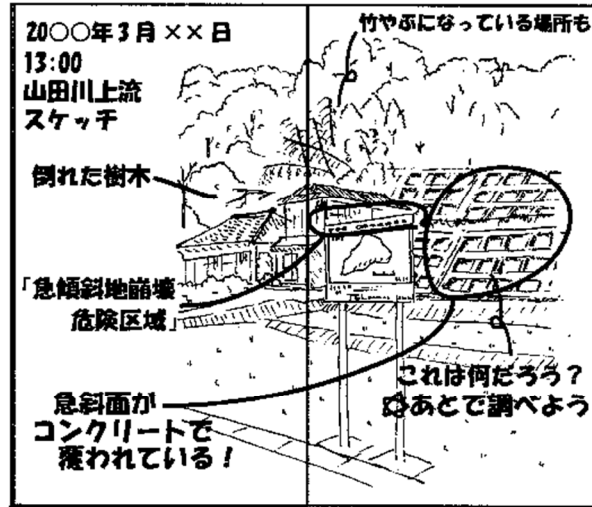 20○○年3月××日
13:00
山田川上流
スケッチ
竹やぶになっている場所も
倒れた樹木
「急傾斜地崩壊
危険区域」
急斜面が
コンクリートで
覆われている!
これは何だろう?
あとで調べよう